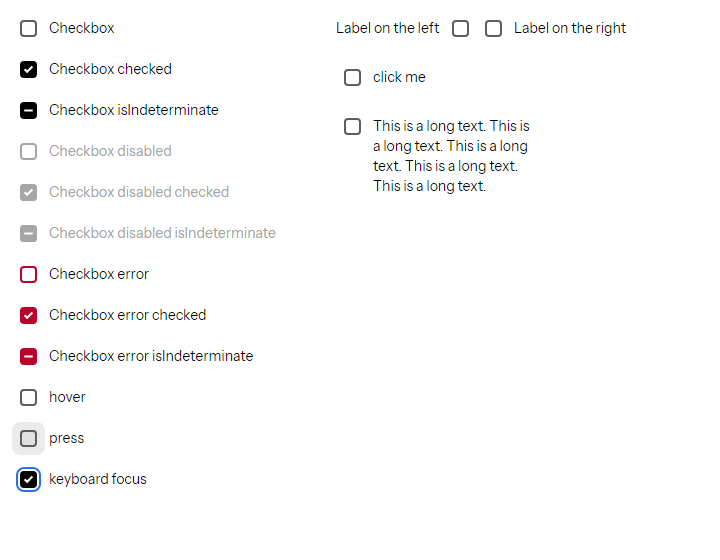 Checkbox
Checkbox checked
Checkbox isIndeterminate
Checkbox disabled
Checkbox disabled checked
Checkbox disabled isIndeterminate
Checkbox error
Checkbox error checked
Checkbox error isIndeterminate
hover
press
keyboard focus
Label on the left
Label on the right
click me
This is a long text. This is
a long text. This is a long
text. This is a long text.
This is a long text.